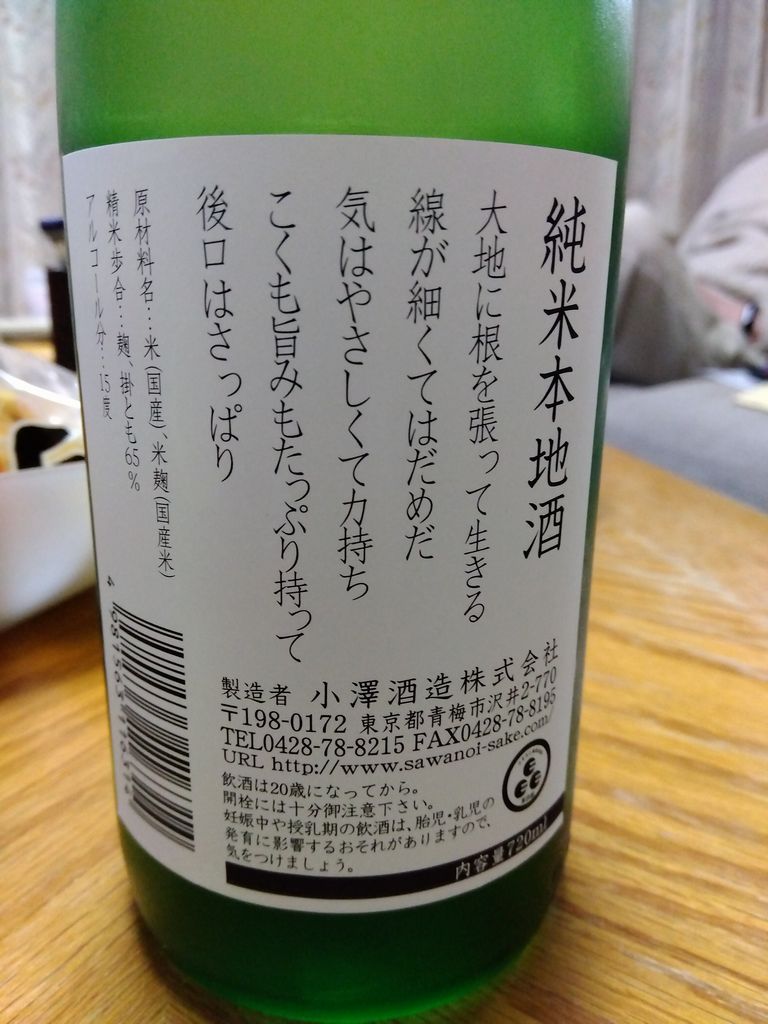 純米本地酒
大地に根を張って生きる
線が細くてはだめだ
気はやさしくて力持ち
こくも旨みもたっぷり持って
後口はさっぱり
原材料名…米(国産)、米麹(国産米)
精米歩合…麹、掛とも65%
アルコール分…15度
製造者 小澤酒造株式会社
〒198-0172 東京都青梅市沢井2-770
TEL0428-78-8215 FAX0428-78-8195
URL http://www.sawanoi-sake.com/
飲酒は20歳になってから。
開栓には十分御注意下さい。
妊娠中や授乳期の飲酒は、胎児・乳児の
発育に影響するおそれがありますので、
気をつけましょう。
内容量720ml